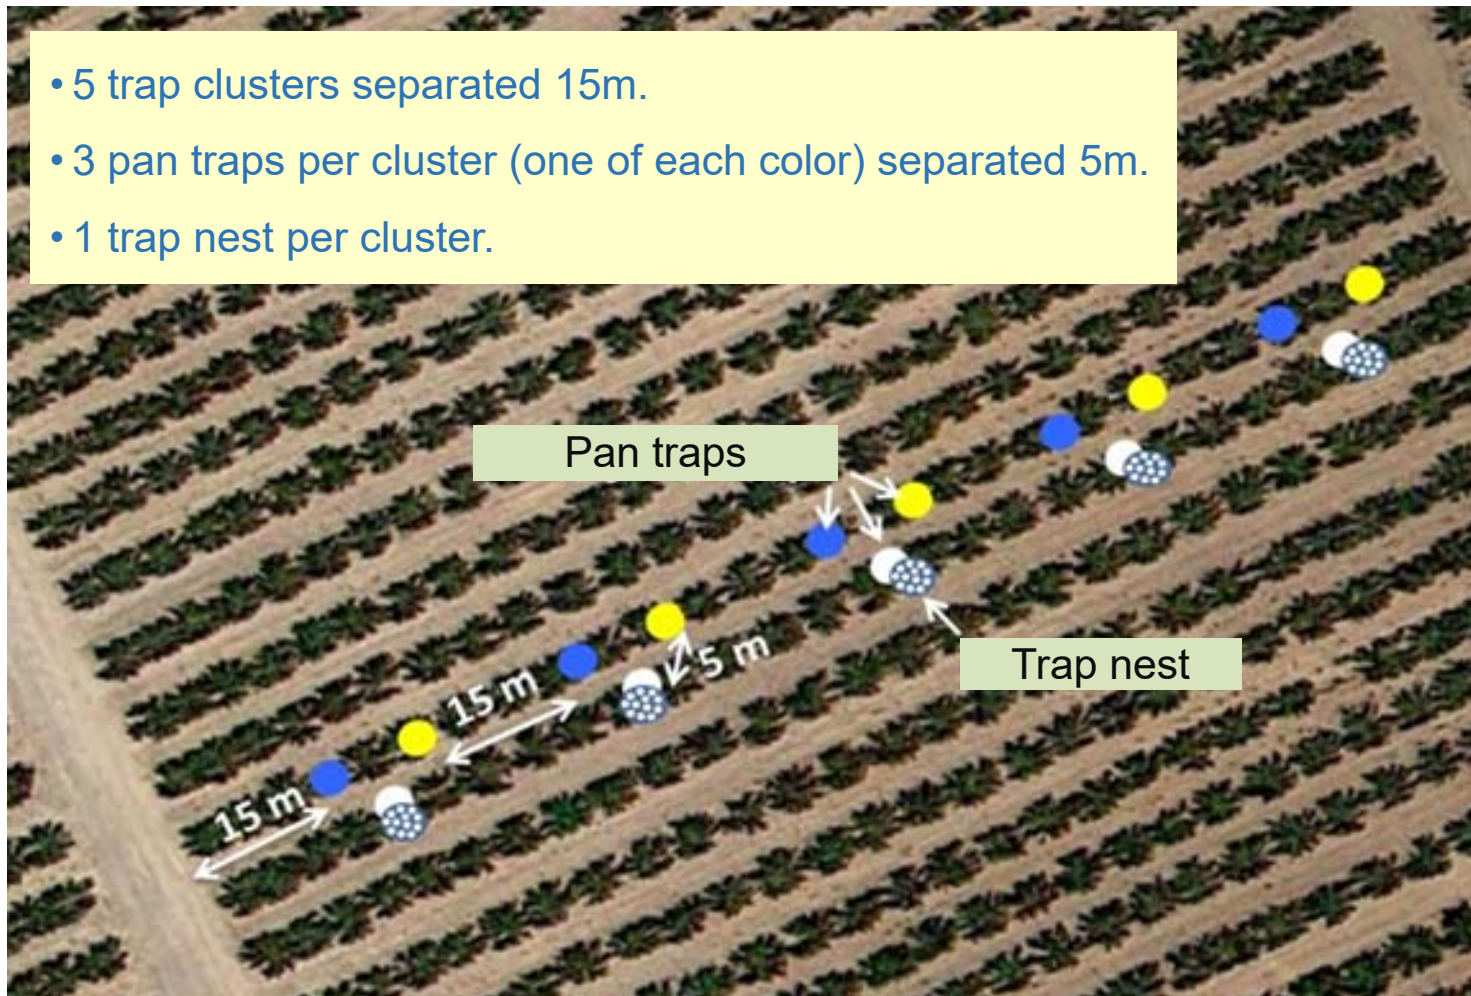 • 5 trap clusters separated 15m.
• 3 pan traps per cluster (one of each color) separated 5m.
• 1 trap nest per cluster.
Pan traps
Trap nest
5 m
15 m
15 m